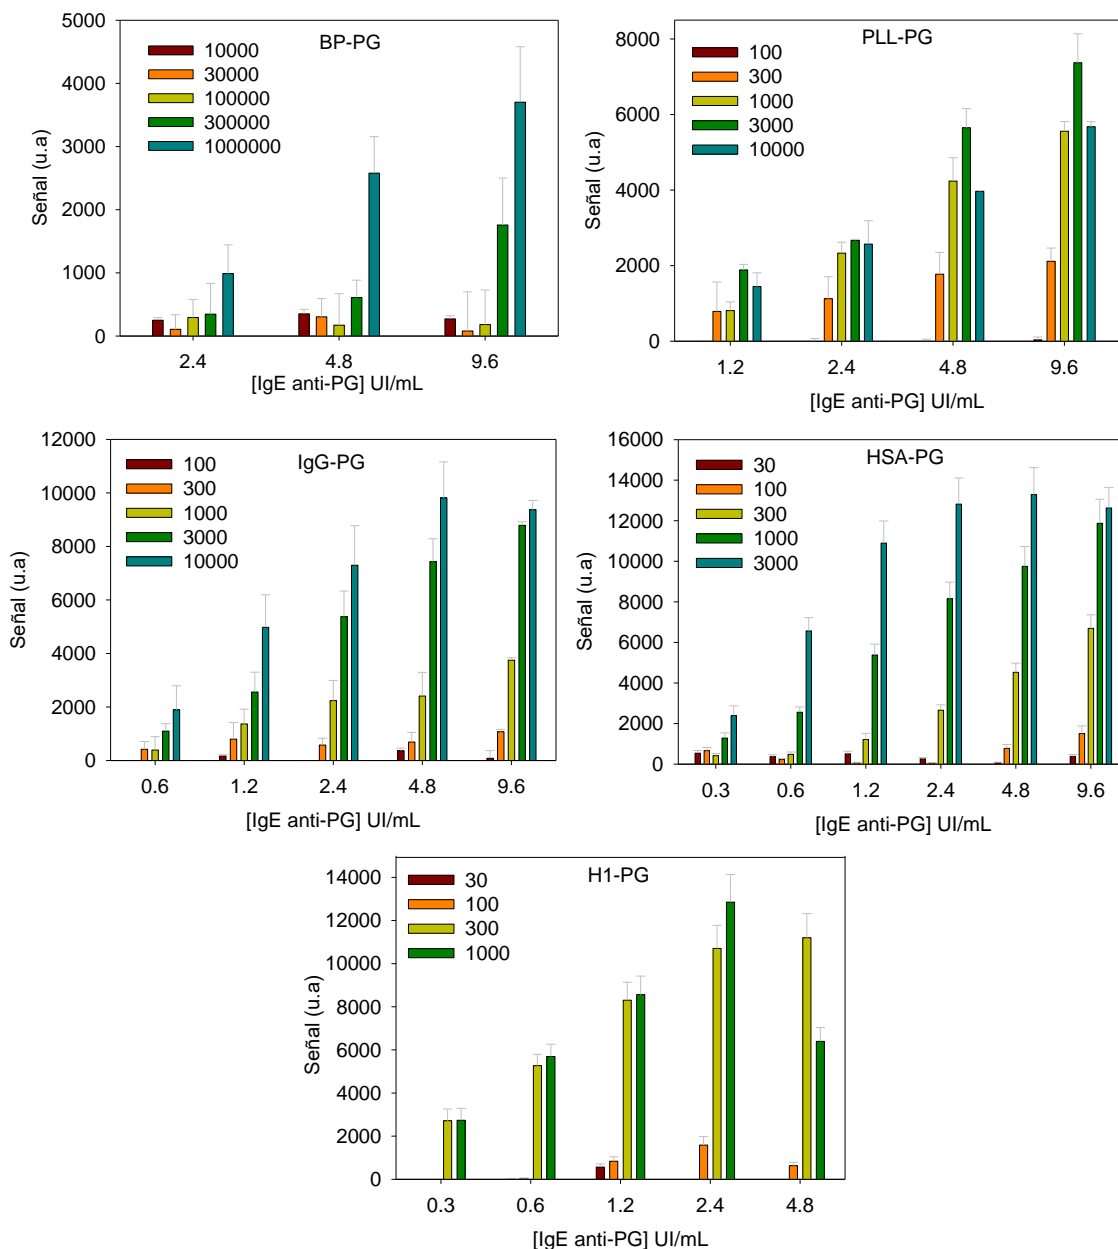 BP-PG
10000
30000
100000
300000
1000000
5000
4000
3000
2000
1000
0
Señal (u.a)
2.4 4.8 9.6
[IgE anti-PG] UI/mL
PLL-PG
100
300
1000
3000
10000
8000
6000
4000
2000
0
Señal (u.a)
1.2 2.4 4.8 9.6
[IgE anti-PG] UI/mL
IgG-PG
100
300
1000
3000
10000
12000
10000
8000
6000
4000
2000
0
Señal (u.a)
0.6 1.2 2.4 4.8 9.6
[IgE anti-PG] UI/mL
HSA-PG
30
100
300
1000
3000
16000
14000
12000
10000
8000
6000
4000
2000
0
Señal (u.a)
0.3 0.6 1.2 2.4 4.8 9.6
[IgE anti-PG] UI/mL
H1-PG
30
100
300
1000
14000
12000
10000
8000
6000
4000
2000
0
Señal (u.a)
0.3 0.6 1.2 2.4 4.8
[IgE anti-PG] UI/mL